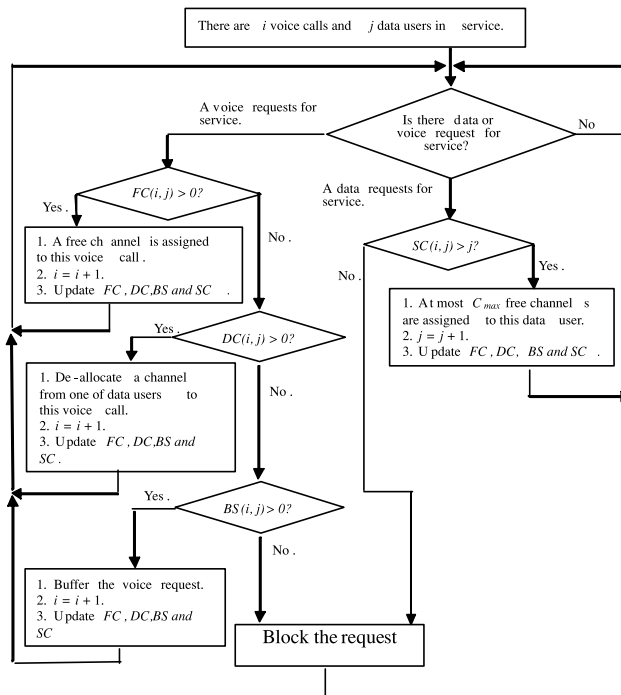 There are i voice calls and j data users in service.
A voice requests for
service.
Is there data or
voice request for
service?
No
FC(i, j) > 0?
Yes.
No.
A data requests for
service.
1. A free channel is assigned
to this voice call.
2. i = i + 1.
3. Update FC, DC,BS and SC.
SC(i, j) > j?
No.
Yes.
1. At most Cmax free channels
are assigned to this data user.
2. j = j + 1.
3. Update FC, DC, BS and SC.
Yes.
DC(i, j) > 0?
No.
1. De-allocate a channel
from one of data users to
this voice call.
2. i = i + 1.
3. Update FC, DC,BS and
SC.
Yes.
BS(i, j) > 0?
No.
1. Buffer the voice request.
2. i = i + 1.
3. Update FC, DC,BS and
SC
Block the request